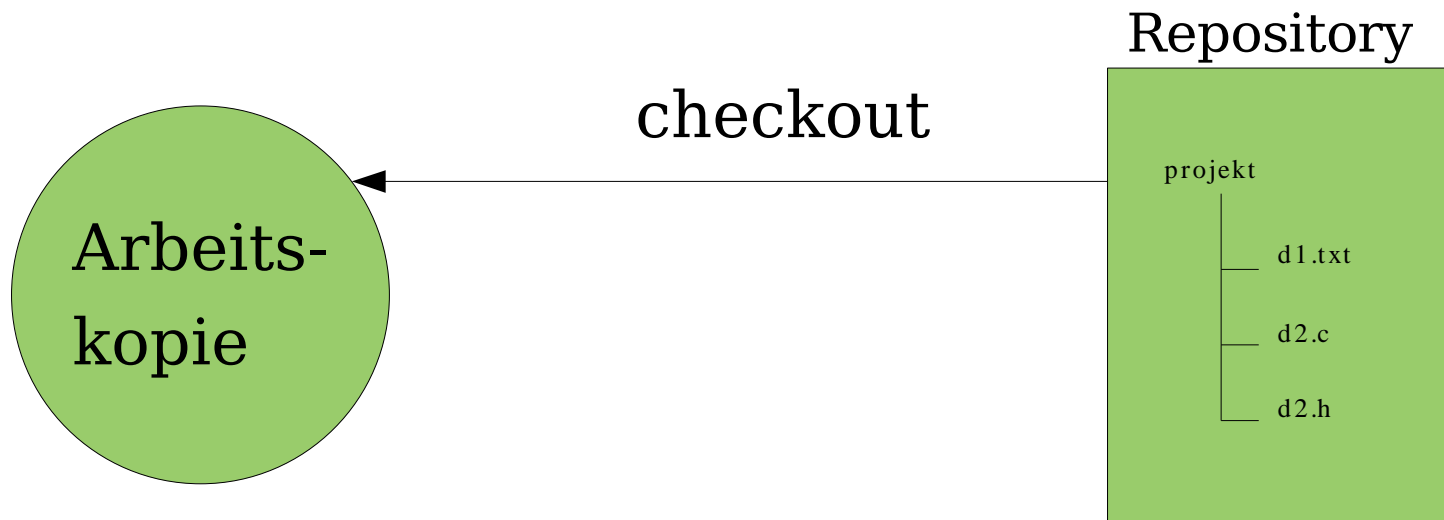 Repository
checkout
projekt
Arbeits-
kopie
d1.txt
d2.c
d2.h